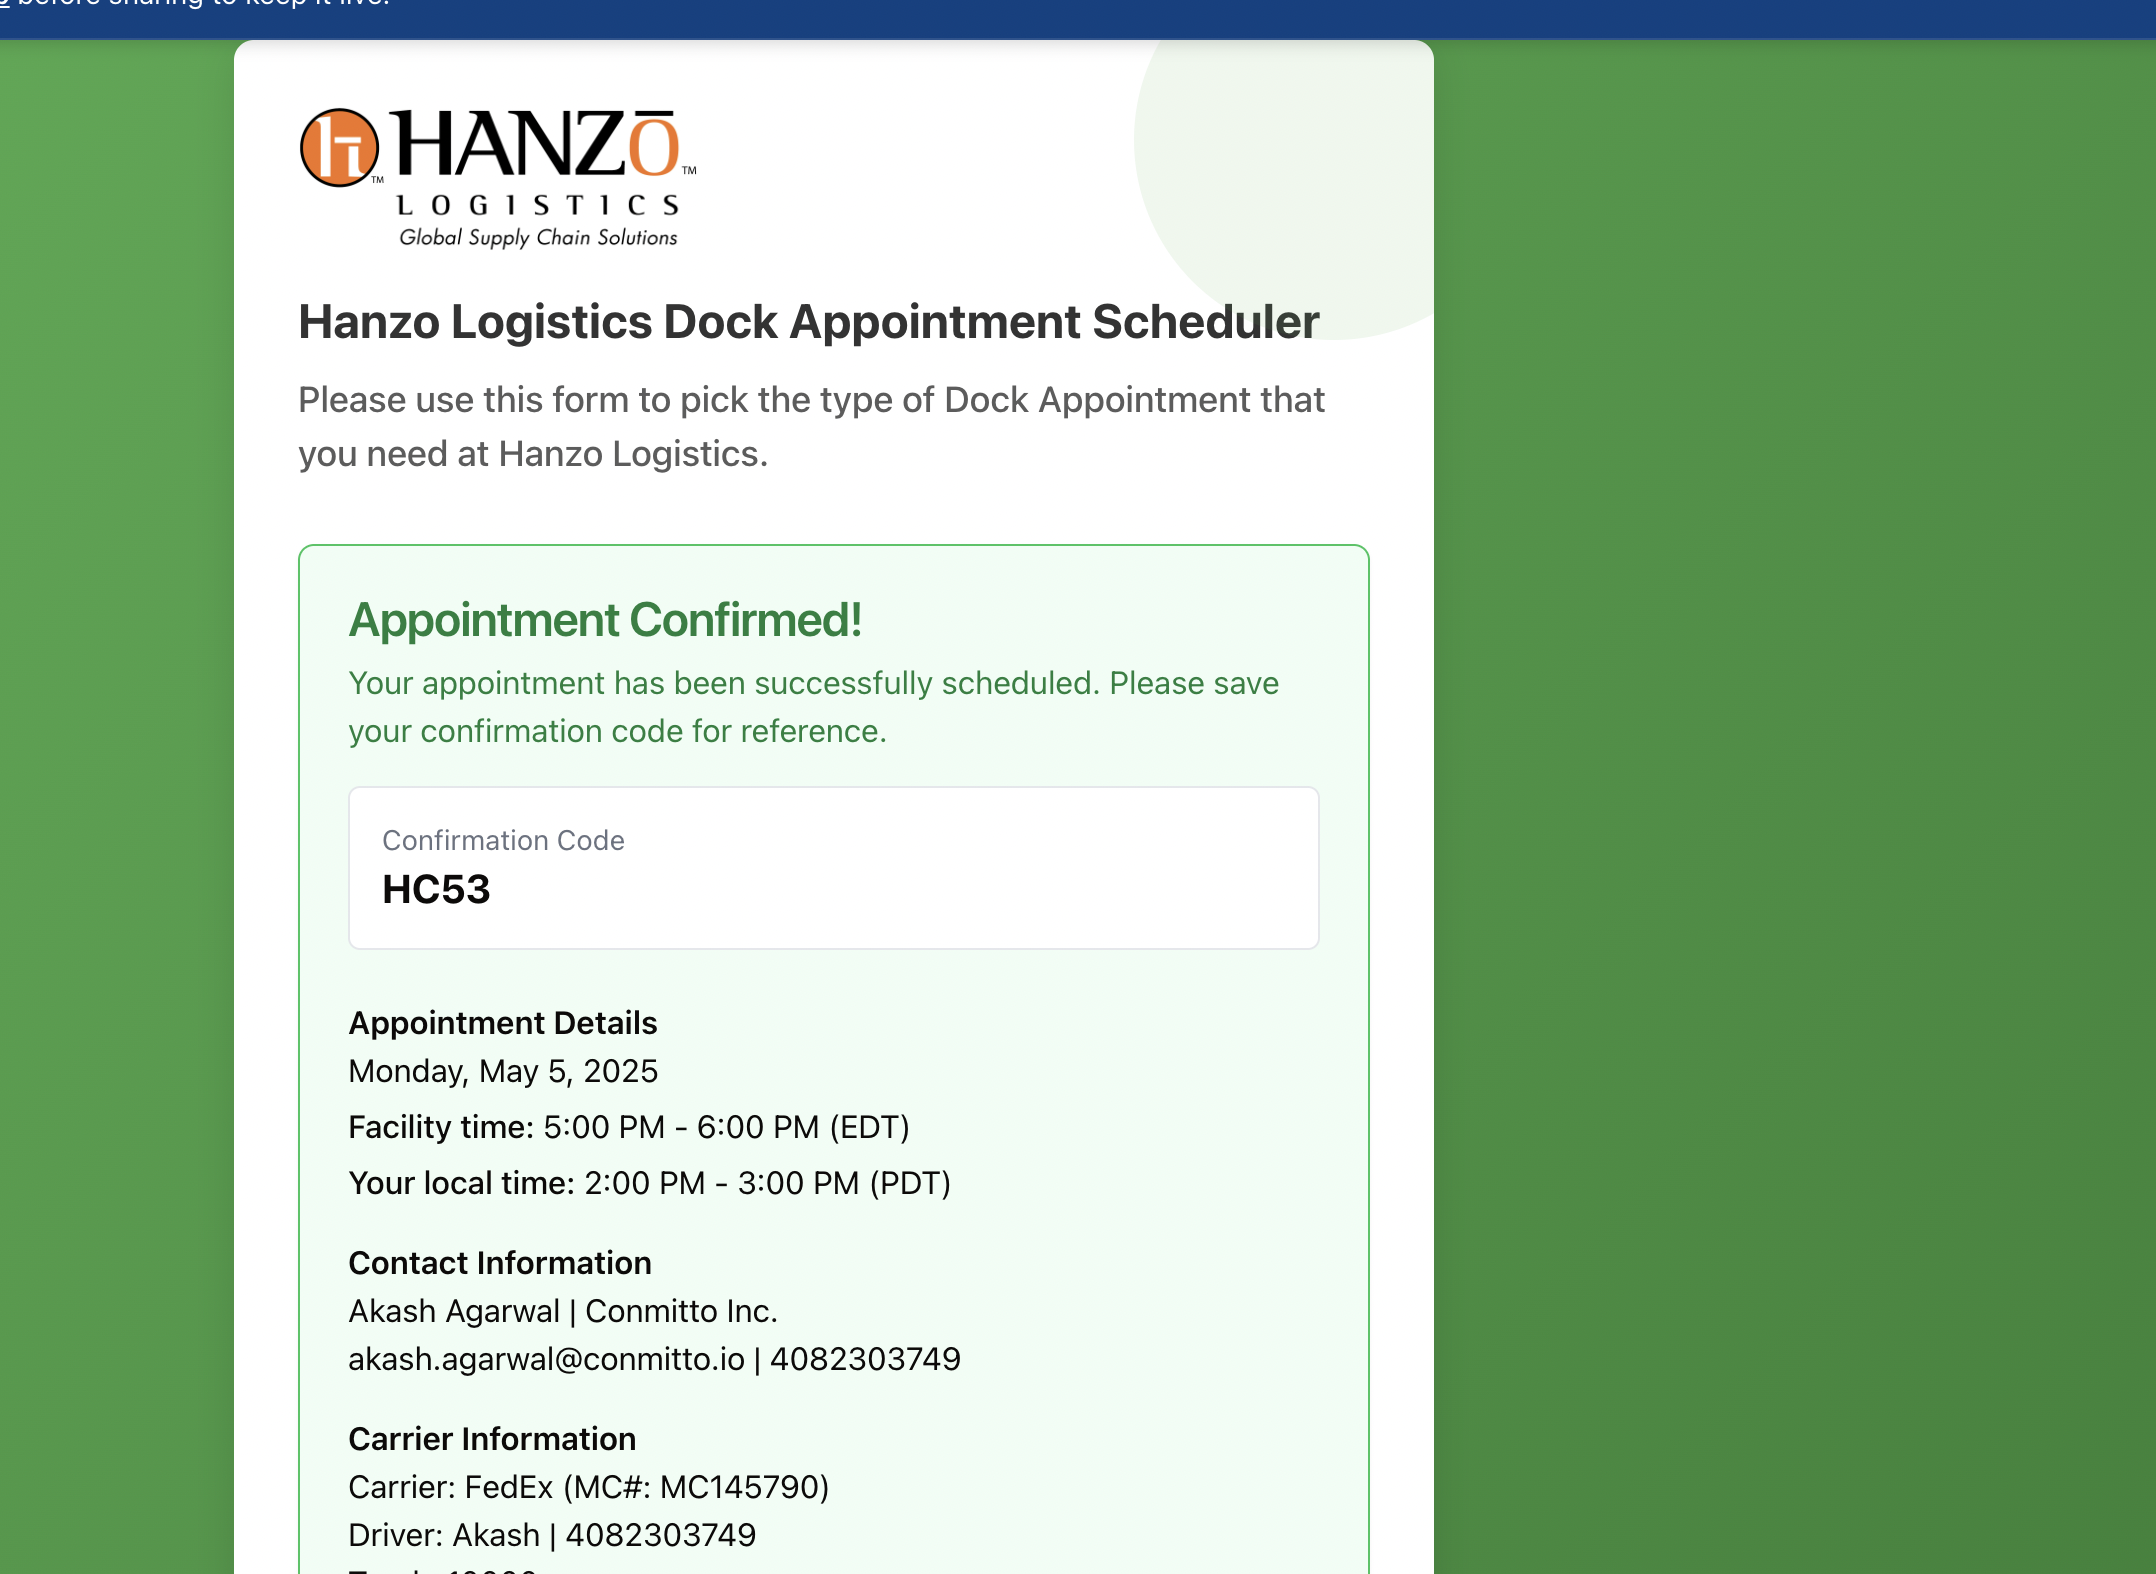 before sharing to keep it live.
HANZŌ™
LOGISTICS
Global Supply Chain Solutions
Hanzo Logistics Dock Appointment Scheduler
Please use this form to pick the type of Dock Appointment that
you need at Hanzo Logistics.
Appointment Confirmed!
Your appointment has been successfully scheduled. Please save
your confirmation code for reference.
Confirmation Code
HC53
Appointment Details
Monday, May 5, 2025
Facility time: 5:00 PM - 6:00 PM (EDT)
Your local time: 2:00 PM - 3:00 PM (PDT)
Contact Information
Akash Agarwal | Conmitto Inc.
akash.agarwal@conmitto.io | 4082303749
Carrier Information
Carrier: FedEx (MC#: MC145790)
Driver: Akash | 4082303749